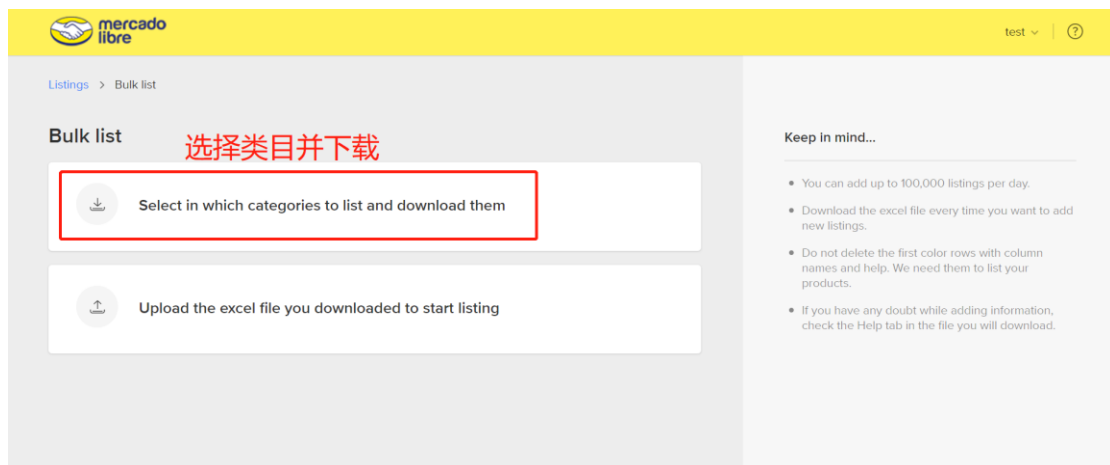 mercado
libre
test
Listings > Bulk list
Bulk list
选择类目并下载
Select in which categories to list and download them
Upload the excel file you downloaded to start listing
Keep in mind...
You can add up to 100,000 listings per day.
Download the excel file every time you want to add
new listings.
Do not delete the first color rows with column
names and help. We need them to list your
products.
If you have any doubt while adding information,
check the Help tab in the file you will download.